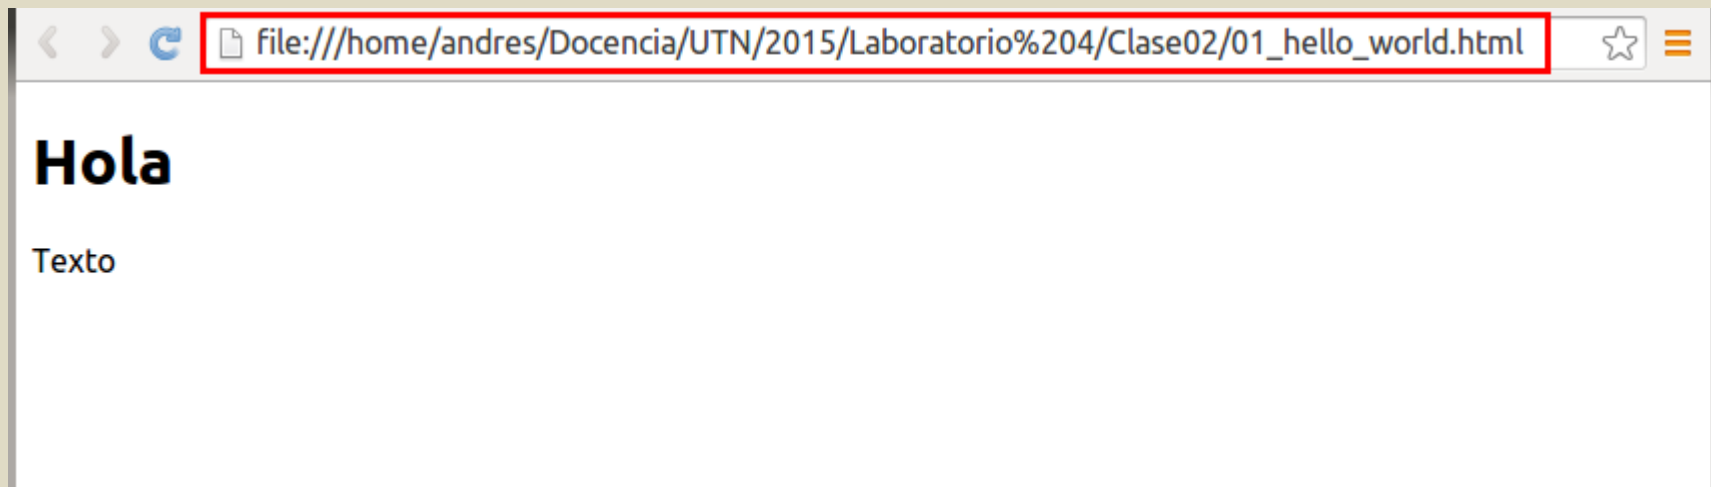 file:///home/andres/Docencia/UTN/2015/Laboratorio%204/Clase02/01_hello_world.html
Hola
Texto